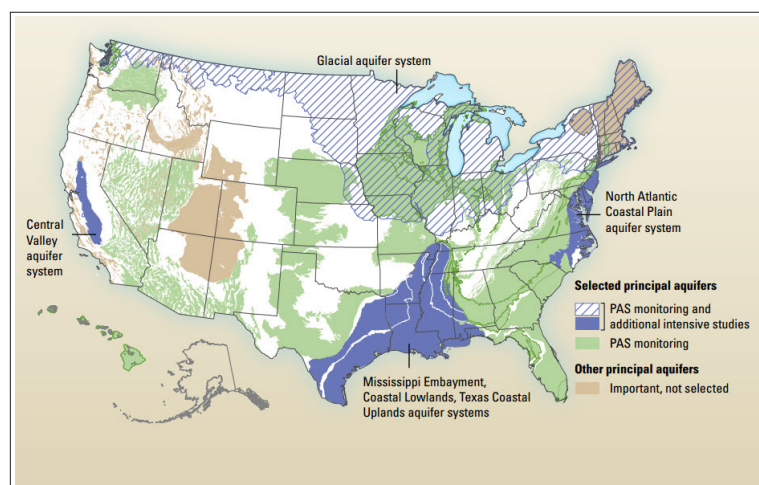 Glacial aquifer system
North Atlantic
Coastal Plain
aquifer system
Central
Valley
aquifer
system
Selected principal aquifers
PAS monitoring and
additional intensive studies
PAS monitoring
Other principal aquifers
Important, not selected
Mississippi Embayment,
Coastal Lowlands, Texas Coastal
Uplands aquifer systems